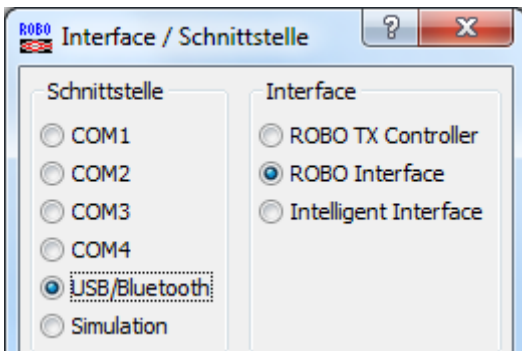 ROBO Interface / Schnittstelle ? X
Schnittstelle
COM1
COM2
COM3
COM4
USB/Bluetooth
Simulation
Interface
ROBO TX Controller
ROBO Interface
Intelligent Interface